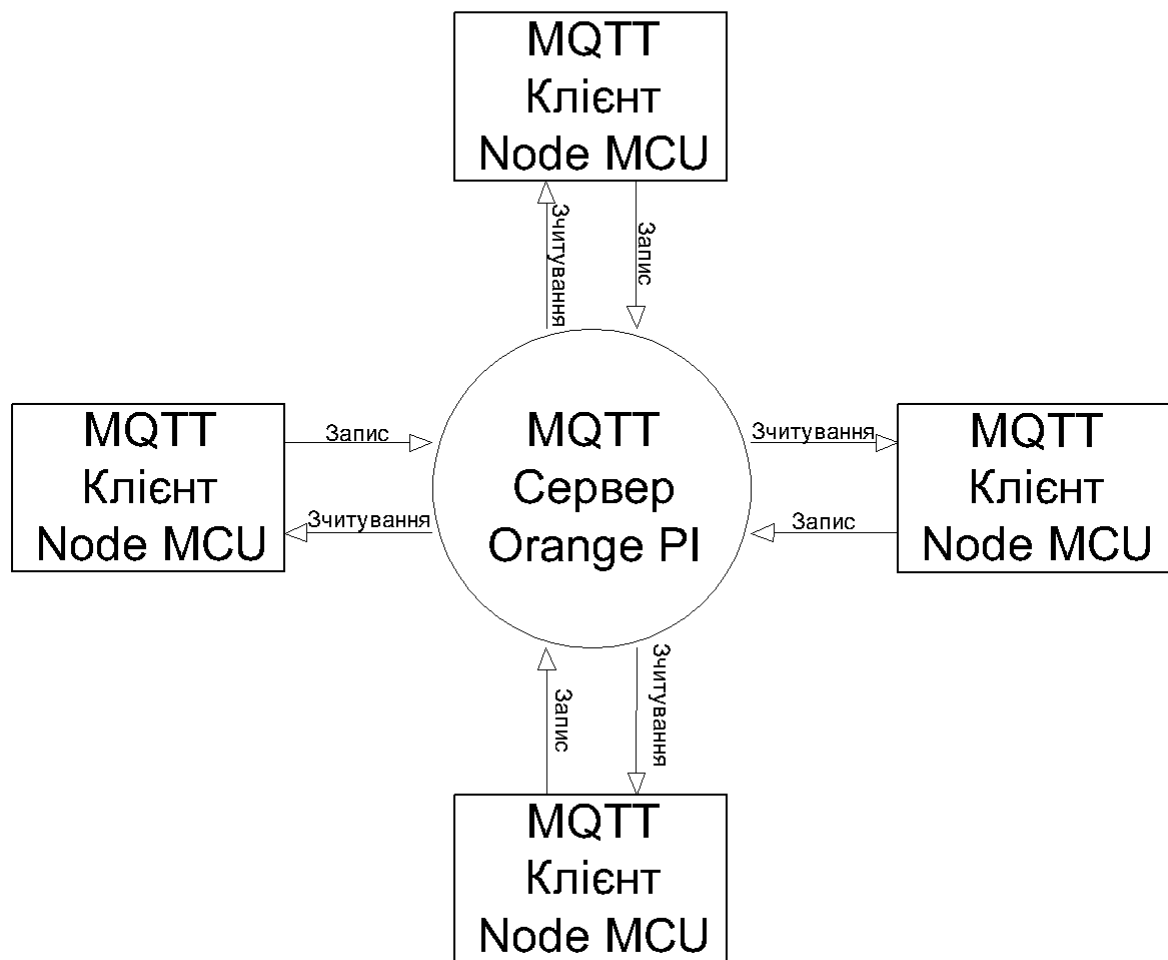 MQTT
Клієнт
Node MCU
Зчитування
Запис
MQTT
Клієнт
Node MCU
Запис
Зчитування
MQTT
Сервер
Orange PI
Зчитування
Запис
MQTT
Клієнт
Node MCU
Запис
Зчитування
MQTT
Клієнт
Node MCU